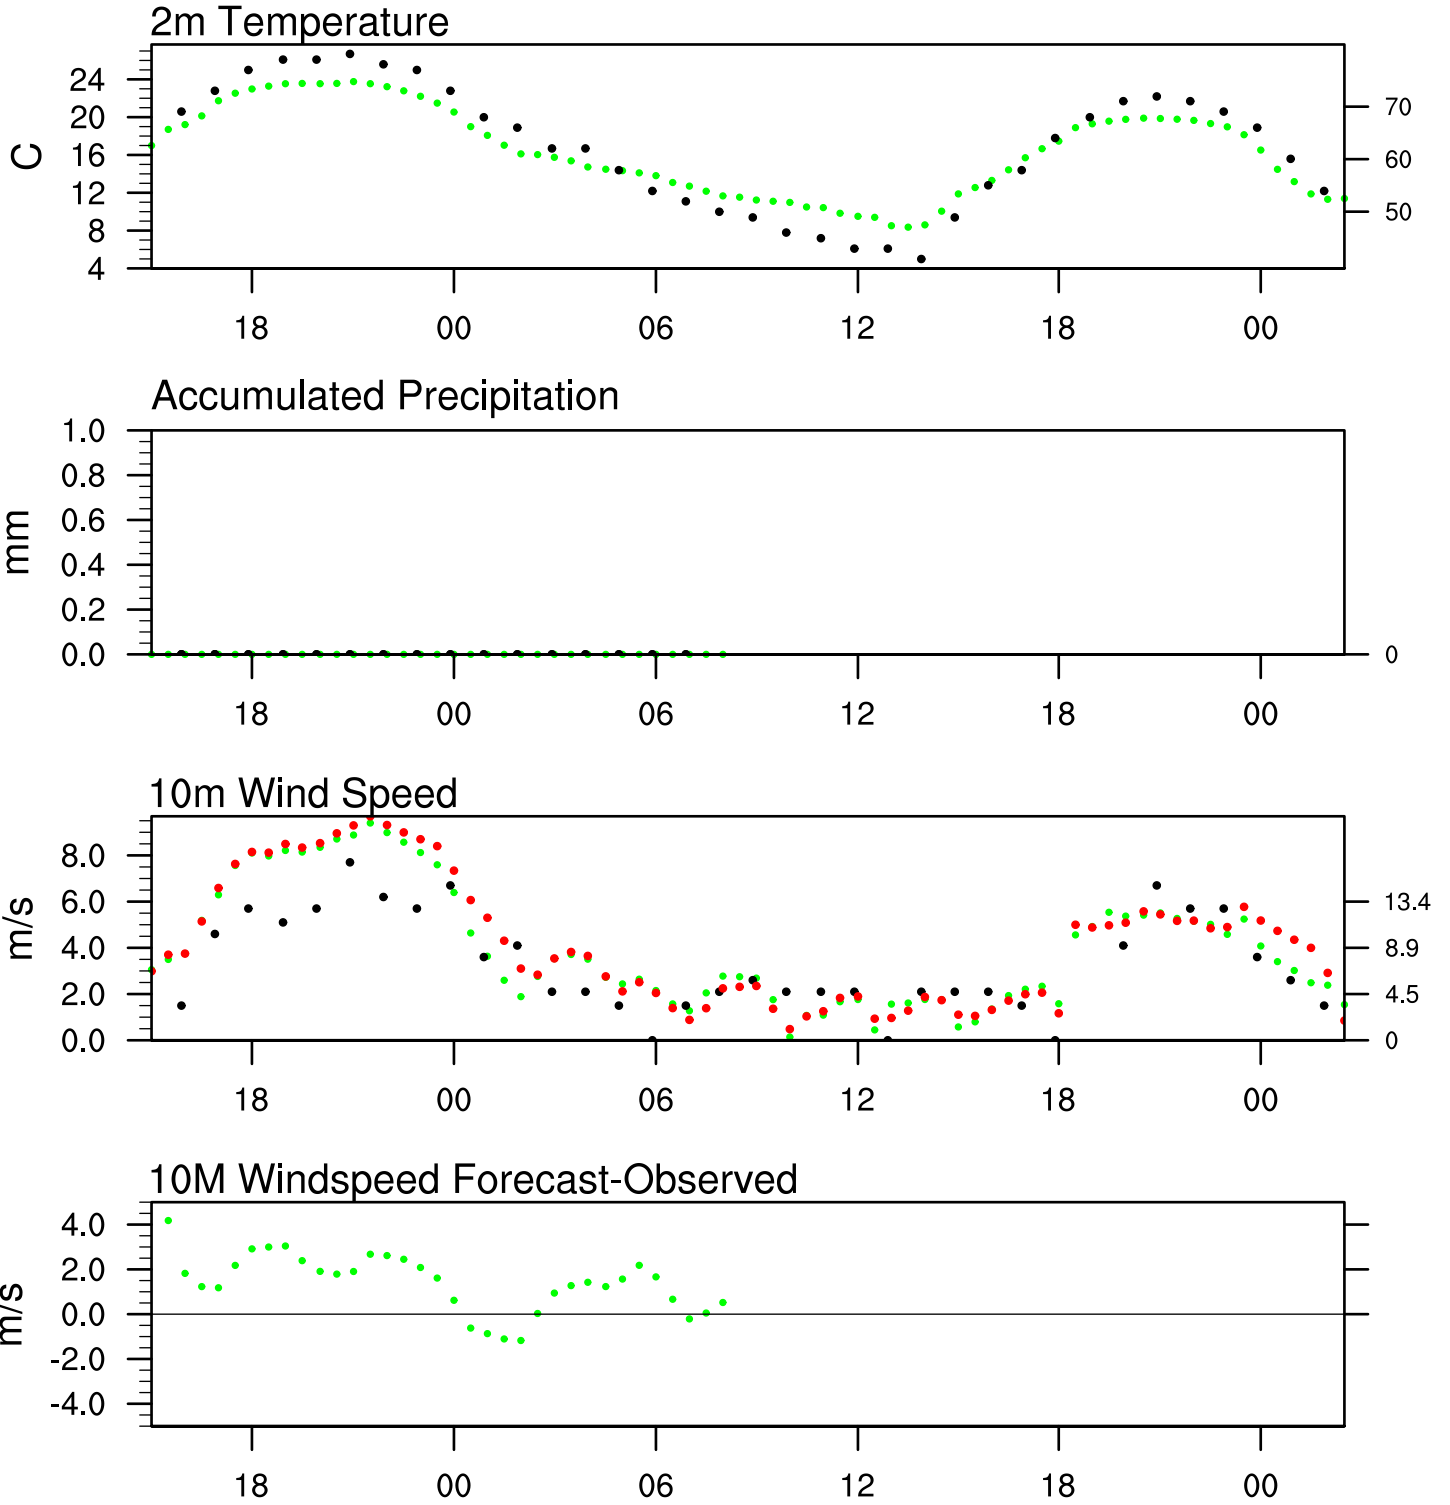 2m Temperature
24
20
16
12
8
4
C
70
60
50
18 00 06 12 18 00
Accumulated Precipitation
1.0
0.8
0.6
0.4
0.2
0.0
mm
0
18 00 06 12 18 00
10m Wind Speed
8.0
6.0
4.0
2.0
0.0
m/s
13.4
8.9
4.5
0
18 00 06 12 18 00
10M Windspeed Forecast-Observed
4.0
2.0
0.0
-2.0
-4.0
m/s
18 00 06 12 18 00